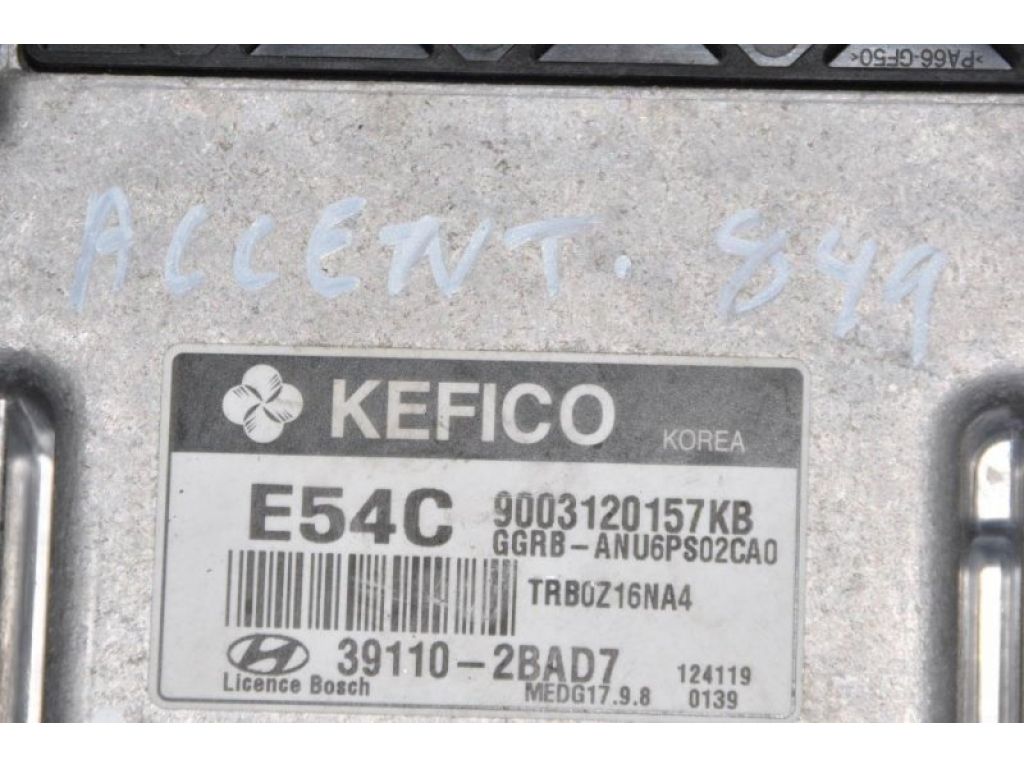 >PA66-GF50<
ACCENT. 849
KEFICO
KOREA
E54C 9003120157KB
GGRB-ANU6PS02CA0
TRB0Z16NA4
39110-2BAD7 124119
Licence Bosch MEDG17.9.8 0139